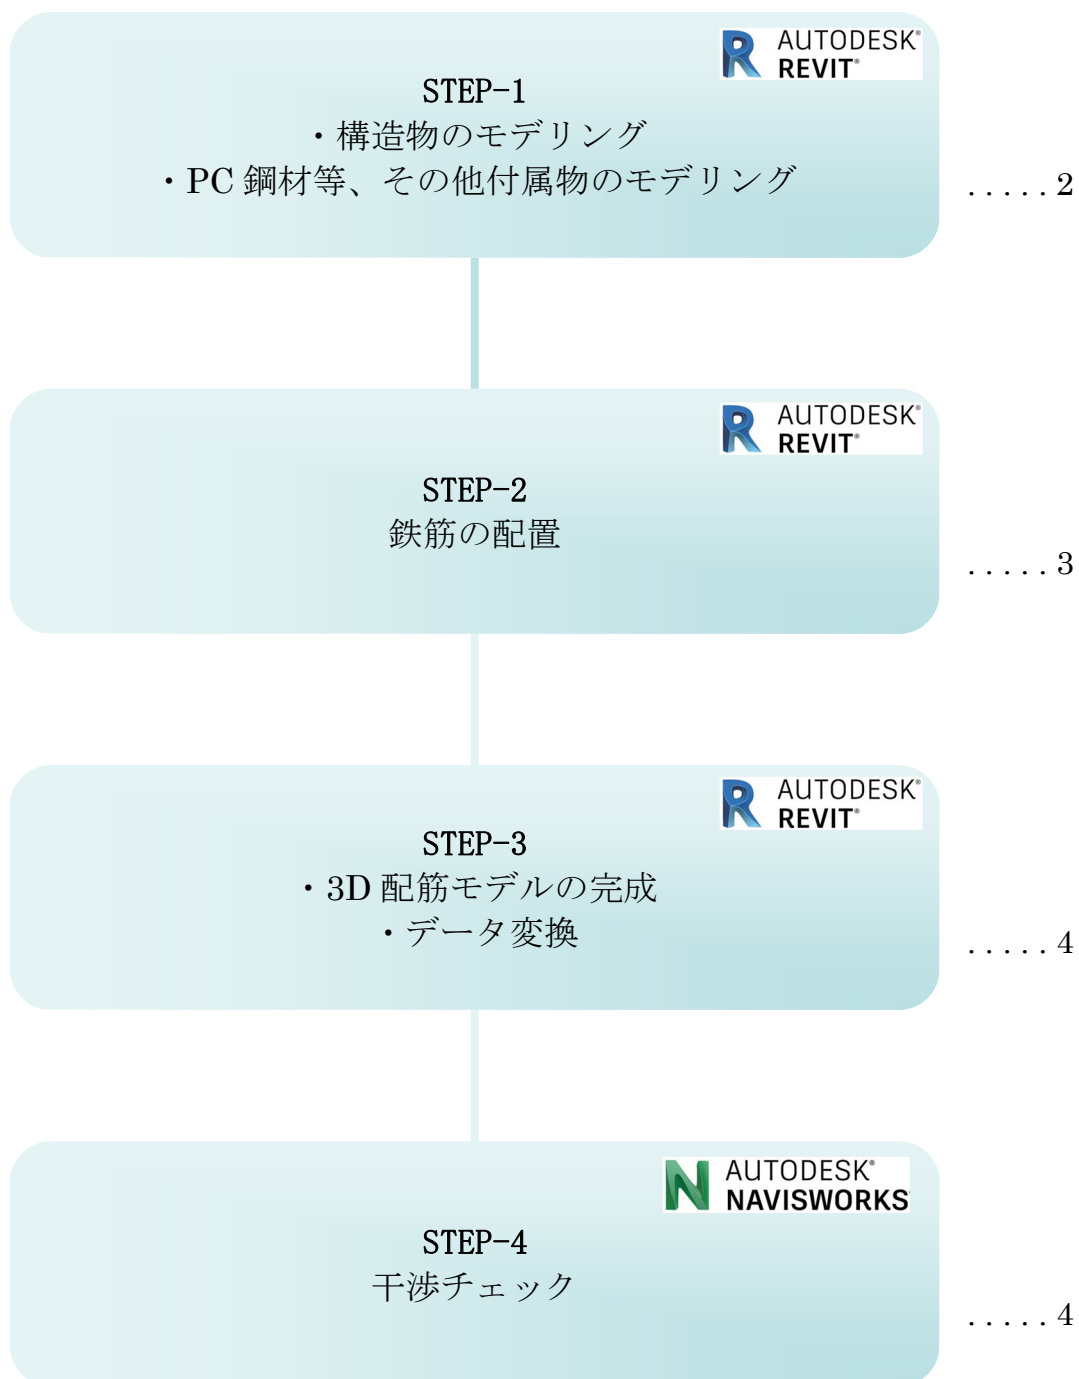 AUTODESK®
REVIT®
STEP-1
・構造物のモデリング
・PC 鋼材等、その他付属物のモデリング
.....2
AUTODESK®
REVIT®
STEP-2
鉄筋の配置
.....3
AUTODESK®
REVIT®
STEP-3
・3D 配筋モデルの完成
・データ変換
.....4
AUTODESK®
NAVISWORKS
STEP-4
干渉チェック
.....4